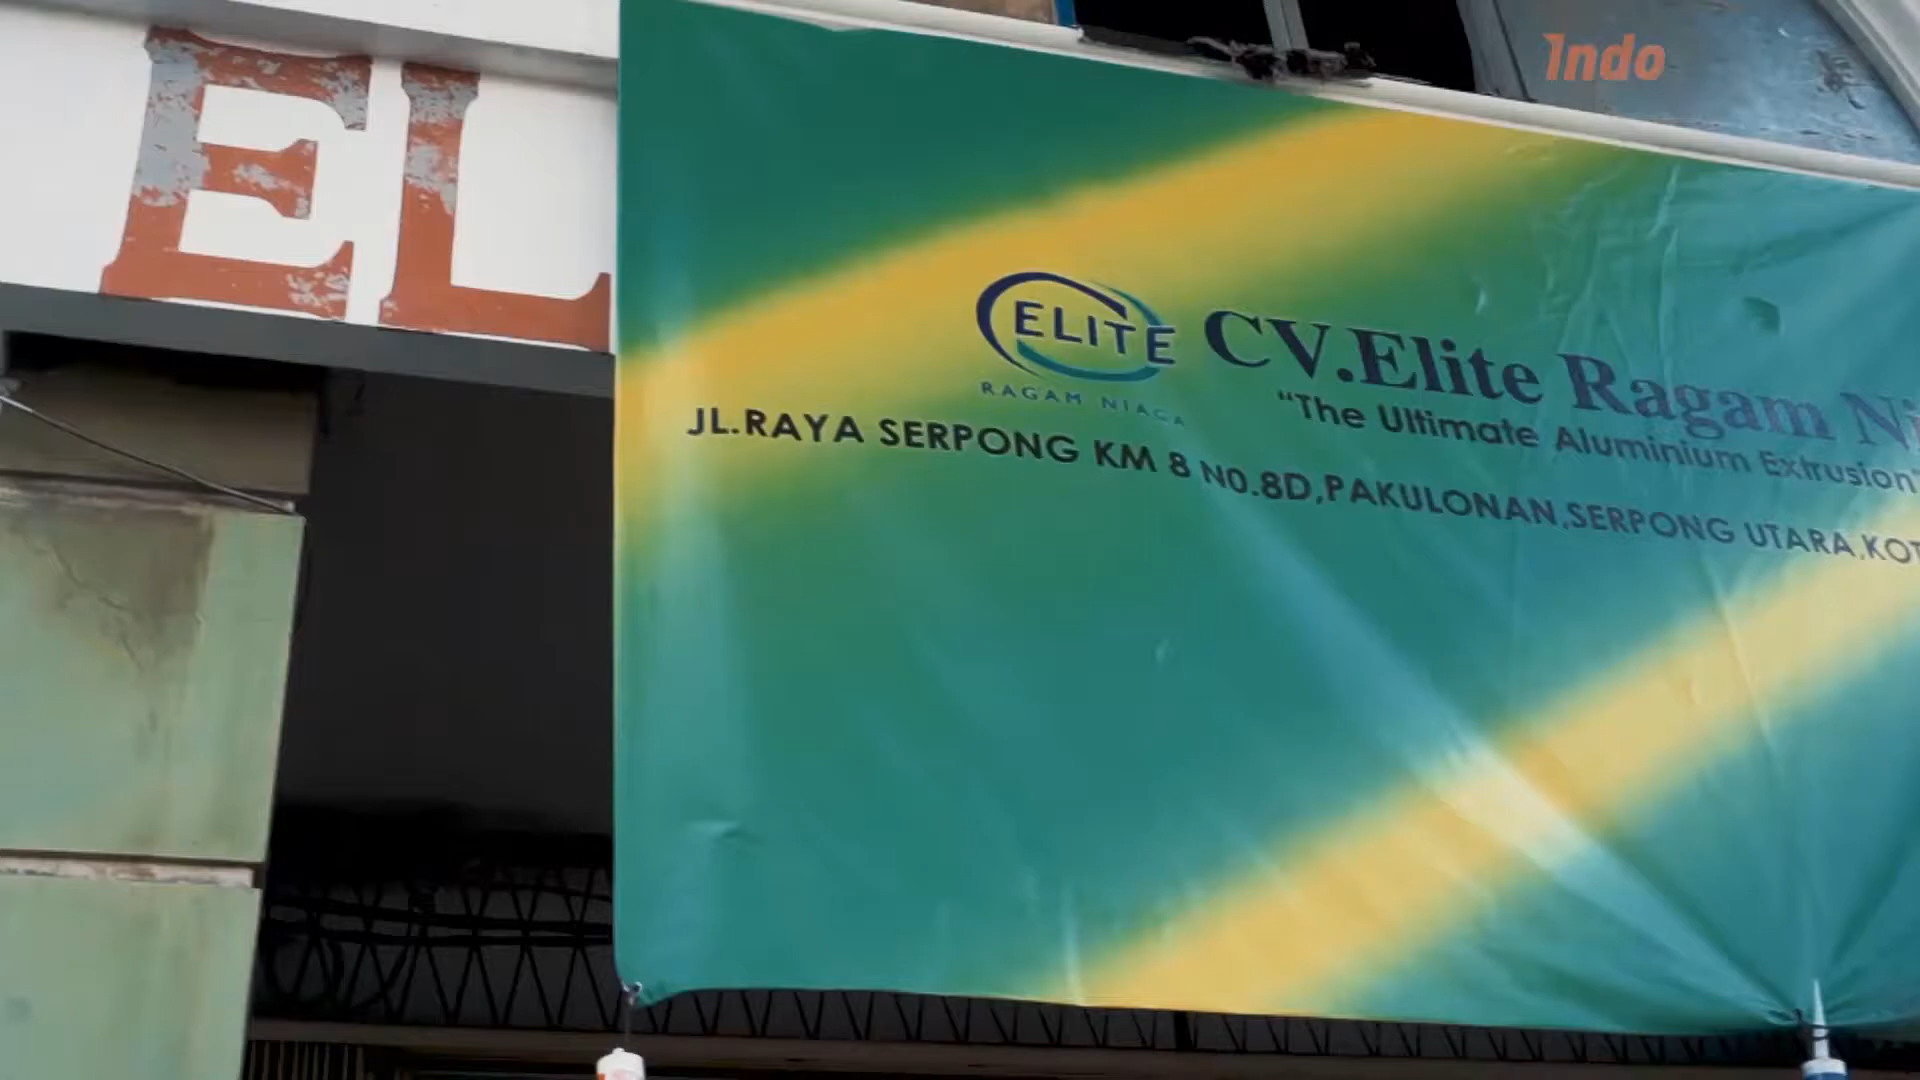 Indo
EL
ELITE
RAGAM NIAGA
CV.Elite Ragam Ni
"The Ultimate Aluminium Extrusion"
JL.RAYA SERPONG KM 8 N0.8D,PAKULONAN,SERPONG UTARA,KOT